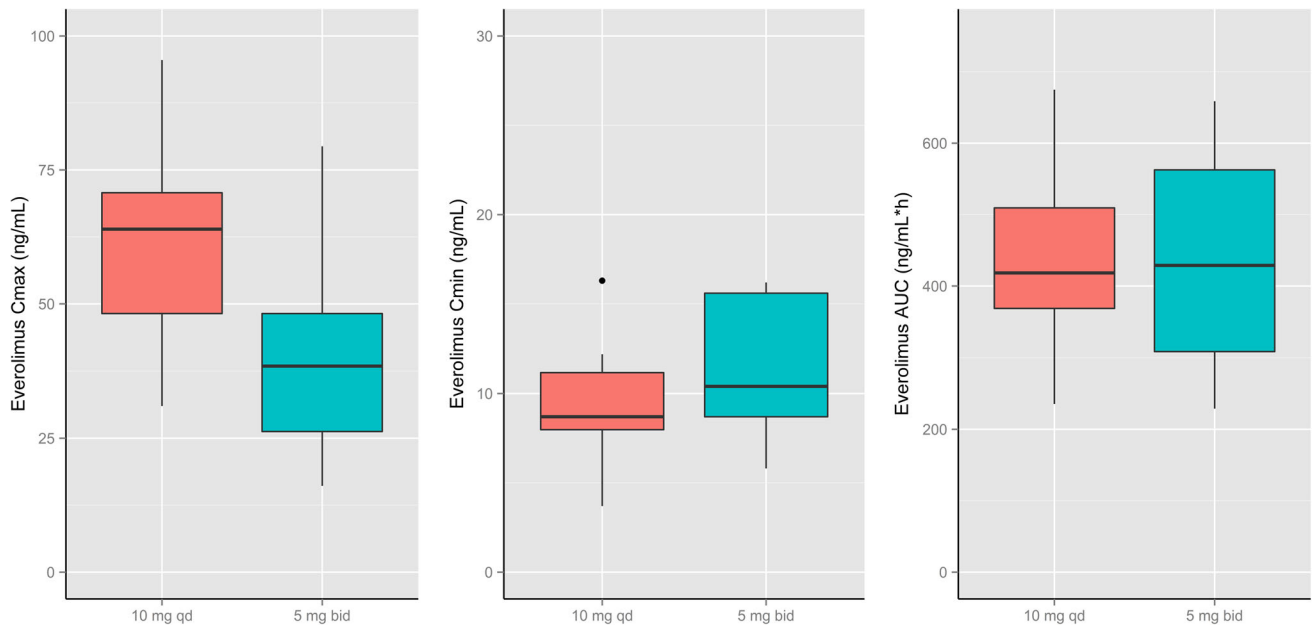 Everolimus Cmax (ng/mL)
100
75
50
25
0
10 mg qd
5 mg bid
Everolimus Cmin (ng/mL)
30
20
10
0
10 mg qd
5 mg bid
Everolimus AUC (ng/mL*h)
600
400
200
0
10 mg qd
5 mg bid